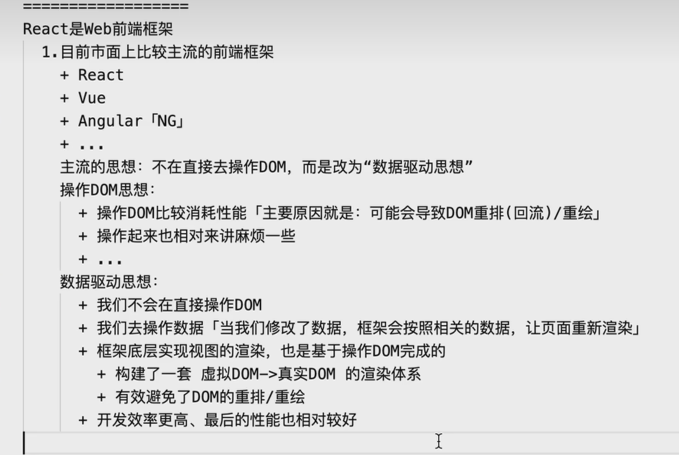 ==================
React是Web前端框架
1.目前市面上比较主流的前端框架
+ React
+ Vue
+ Angular「NG」
+ ...
主流的思想：不在直接去操作DOM，而是改为“数据驱动思想”
操作DOM思想：
+ 操作DOM比较消耗性能「主要原因就是：可能会导致DOM重排(回流)/重绘」
+ 操作起来也相对来讲麻烦一些
+ ...
数据驱动思想：
+ 我们不会在直接操作DOM
+ 我们去操作数据「当我们修改了数据，框架会按照相关的数据，让页面重新渲染」
+ 框架底层实现视图的渲染，也是基于操作DOM完成的
+ 构建了一套 虚拟DOM->真实DOM 的渲染体系
+ 有效避免了DOM的重排/重绘
+ 开发效率更高、最后的性能也相对较好